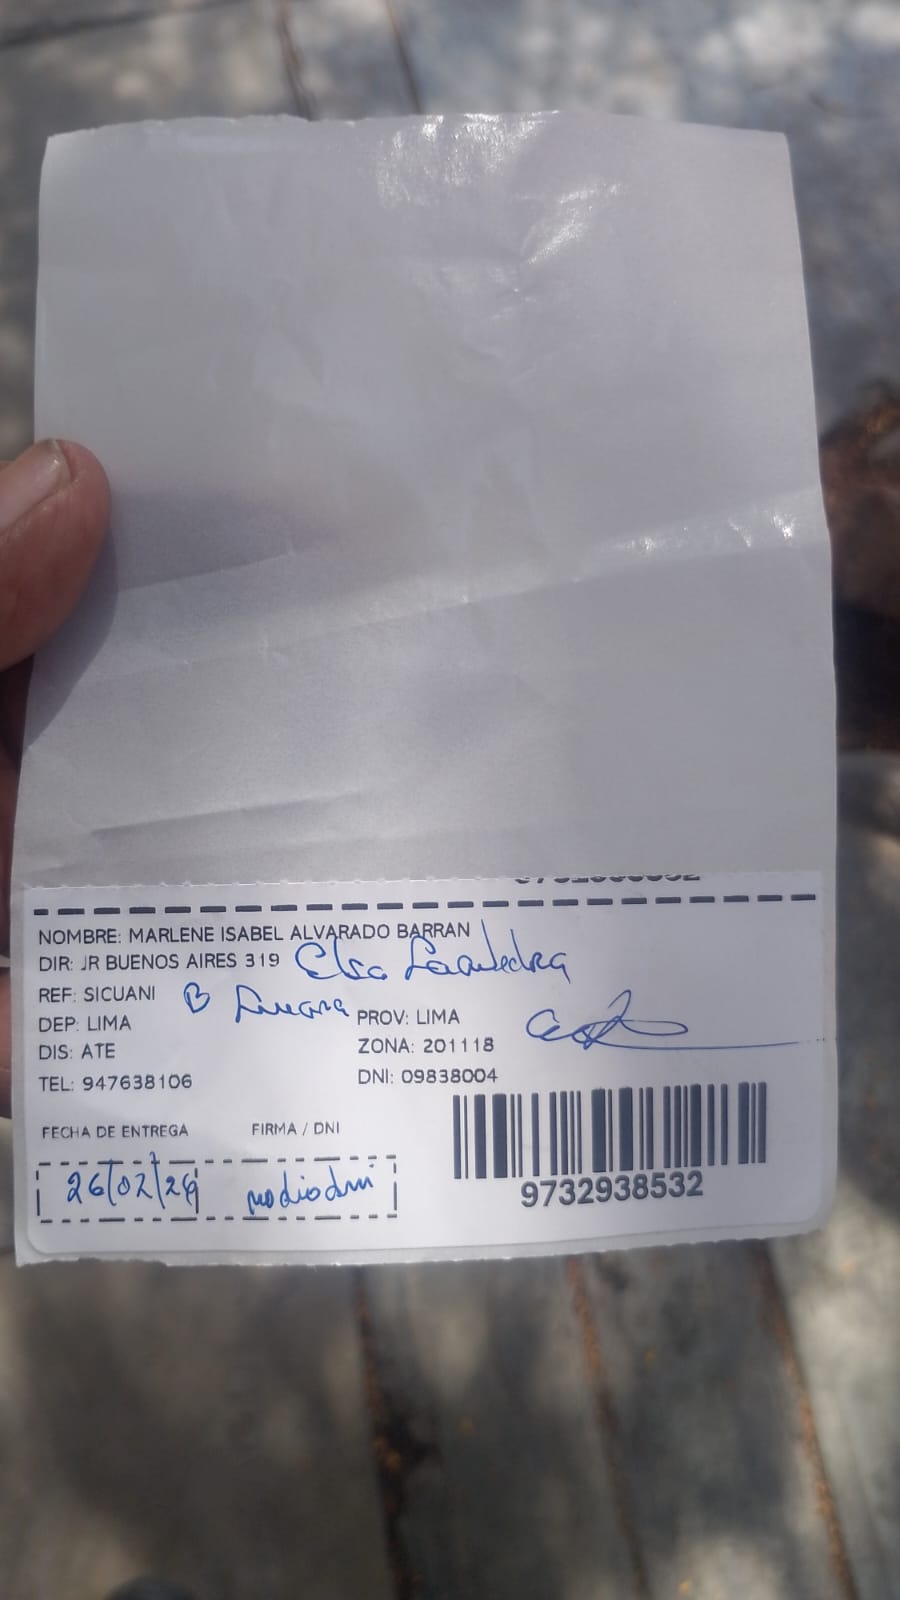 NOMBRE: MARLENE ISABEL ALVARADO BARRAN
DIR: JR BUENOS AIRES 319 Elsa Saavedra
REF: SICUANI
DEP: LIMA PROV: LIMA
DIS: ATE ZONA: 201118
TEL: 947638106 DNI: 09838004
FECHA DE ENTREGA FIRMA / DNI
26/02/24 no dio dni
9732938532